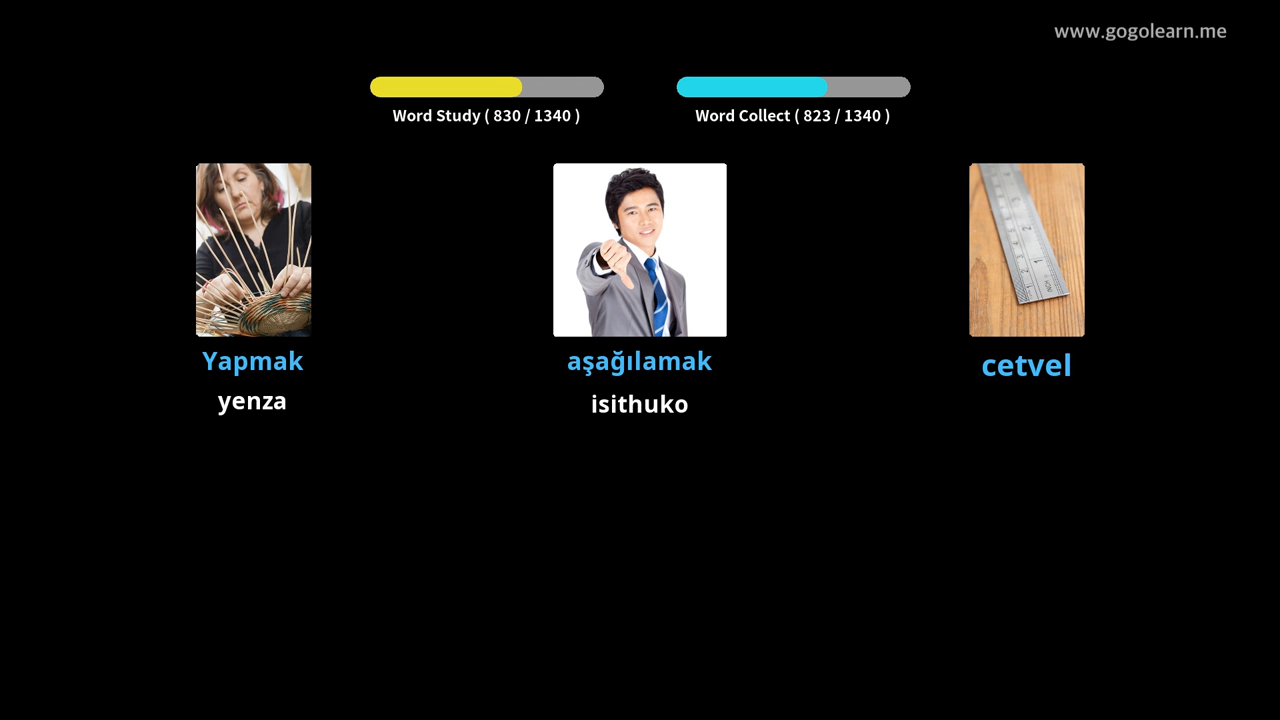 www.gogolearn.me
Word Study ( 830 / 1340 )
Word Collect ( 823 / 1340 )
Yapmak
yenza
aşağılamak
isithuko
cetvel